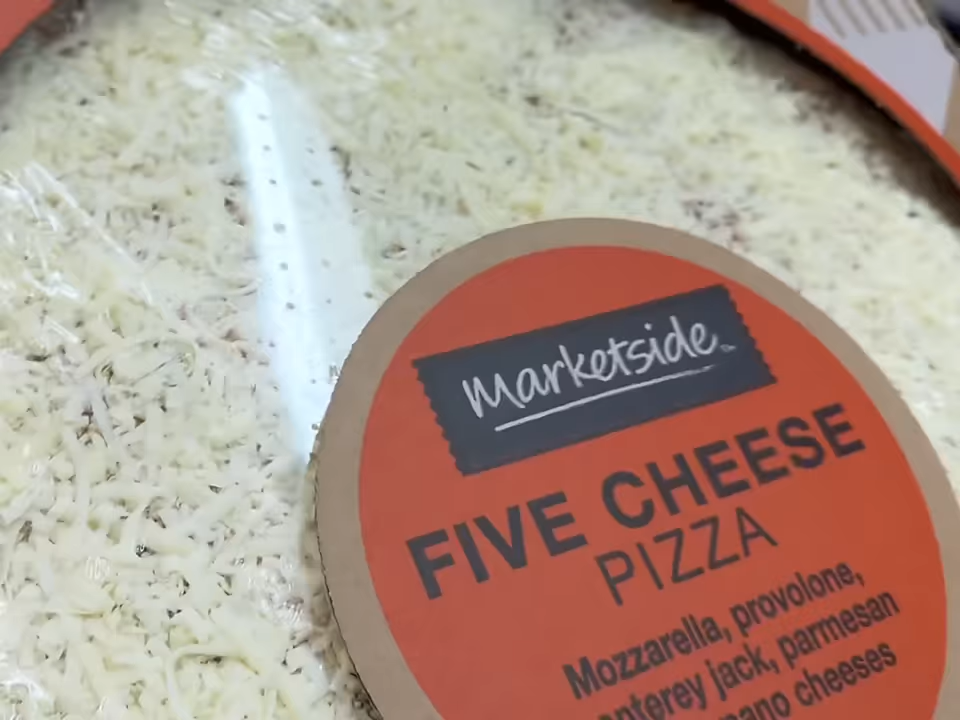 Marketside
FIVE CHEESE
PIZZA
Mozzarella, provolone,
jack, parmesan
cheeses